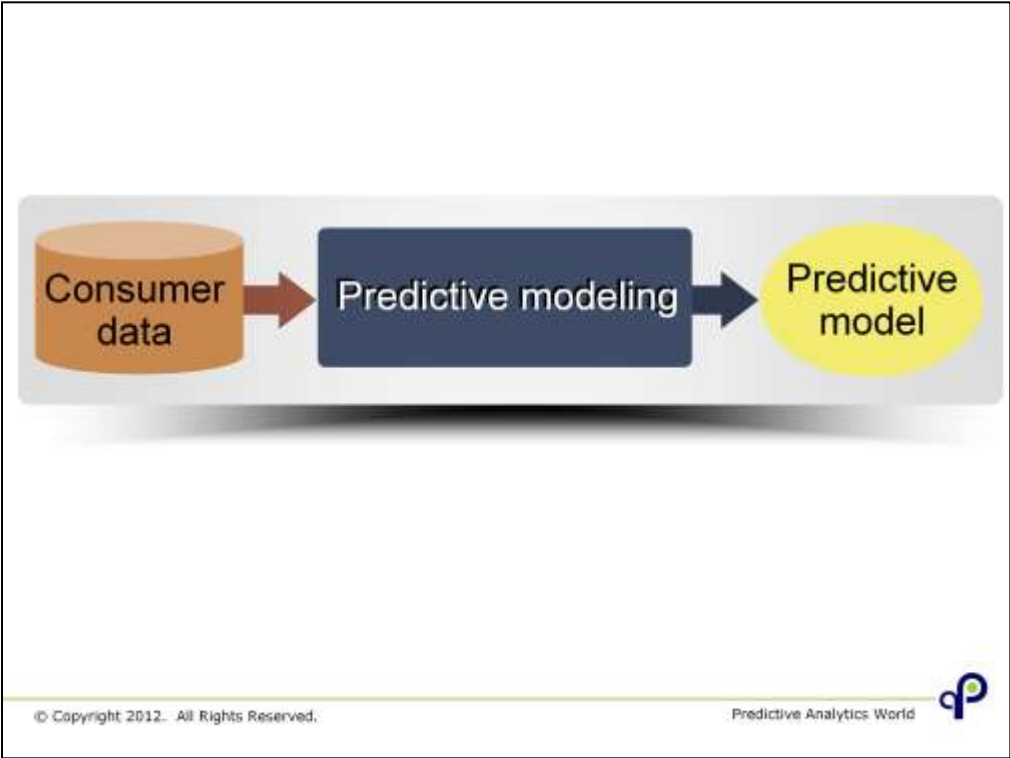 Consumer
data
Predictive modeling
Predictive
model
© Copyright 2012. All Rights Reserved.
Predictive Analytics World